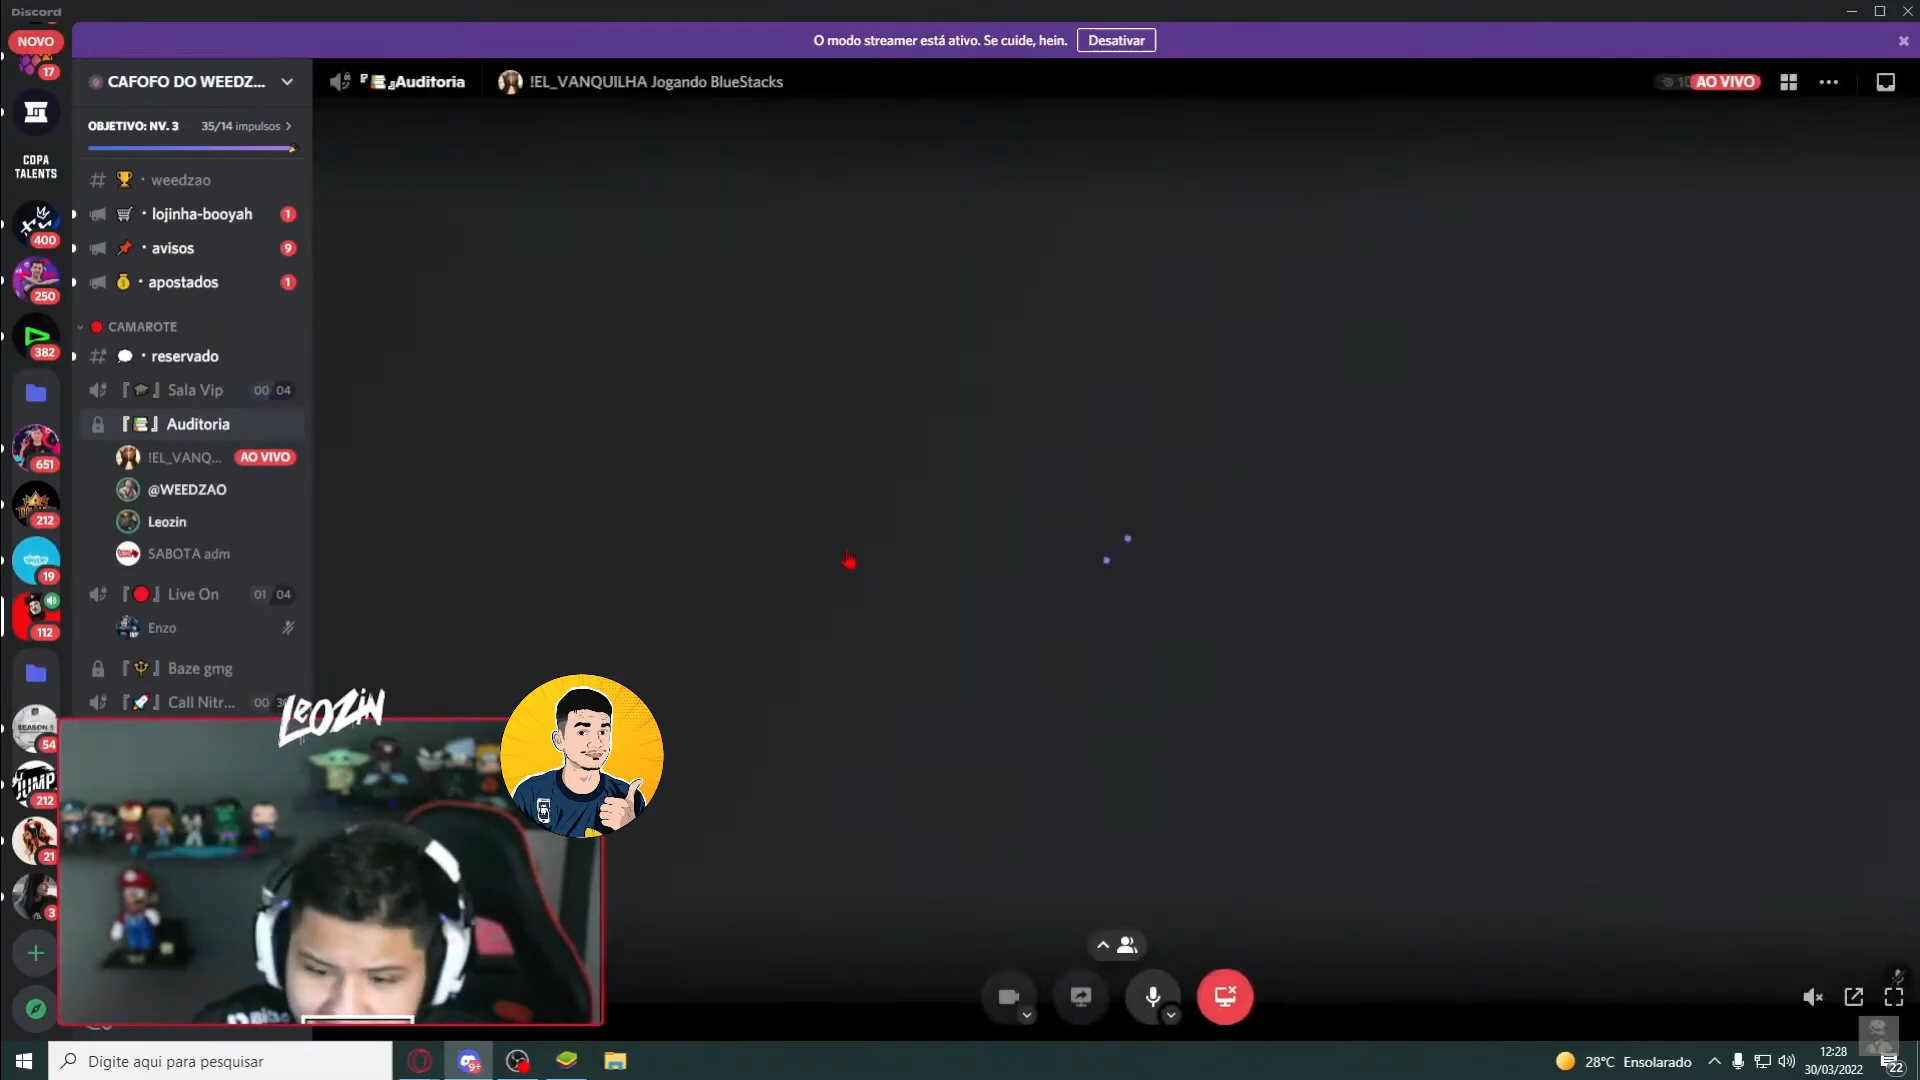 Discord
NOVO
O modo streamer está ativo. Se cuide, hein.
Desativar
17
CAFOFO DO WEEDZ...
Auditoria
!EL_VANQUILHA Jogando BlueStacks
AO VIVO
OBJETIVO: NV. 3
35/14 impulsos
COPA
TALENTS
weedzao
lojinha-booyah
1
400
avisos
9
250
apostados
1
CAMAROTE
382
reservado
Sala Vip
00 04
Auditoria
651
!EL_VANQ...
AO VIVO
@WEEDZAO
212
Leozin
SABOTA adm
skype
19
Live On
01 04
112
Enzo
Baze gmg
Call Nitr...
00
LEOZIN
SEASON
54
JUMP
212
21
3
Digite aqui para pesquisar
9+
28°C Ensolarado
12:28
30/03/2022
22